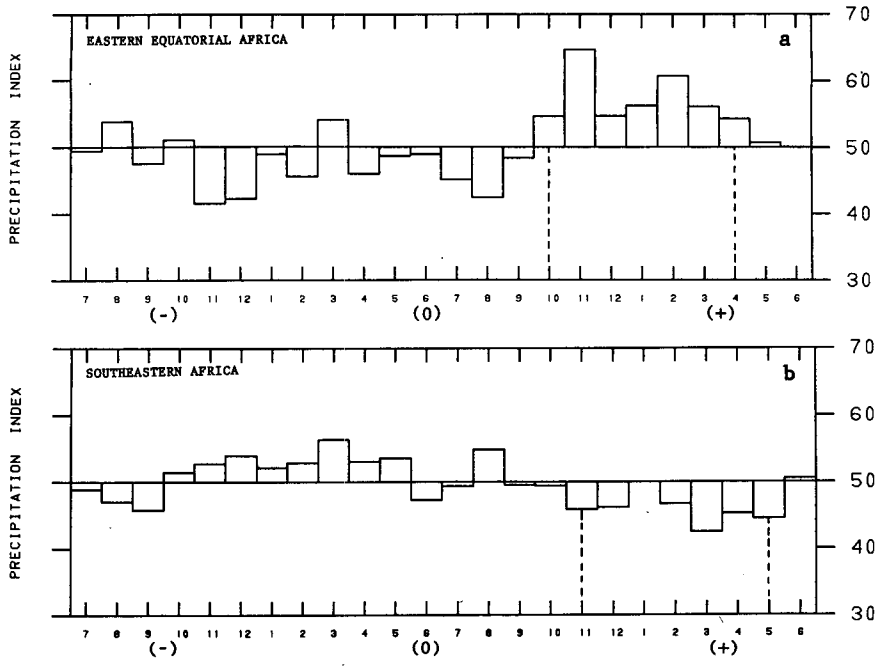 EASTERN EQUATORIAL AFRICA
a
PRECIPITATION INDEX
70
60
50
40
30
7 8 9 10 11 12 1 2 3 4 5 6 7 8 9 10 11 12 1 2 3 4 5 6
(-) (0) (+)
SOUTHEASTERN AFRICA
b
PRECIPITATION INDEX
70
60
50
40
30
7 8 9 10 11 12 1 2 3 4 5 6 7 8 9 10 11 12 1 2 3 4 5 6
(-) (0) (+)